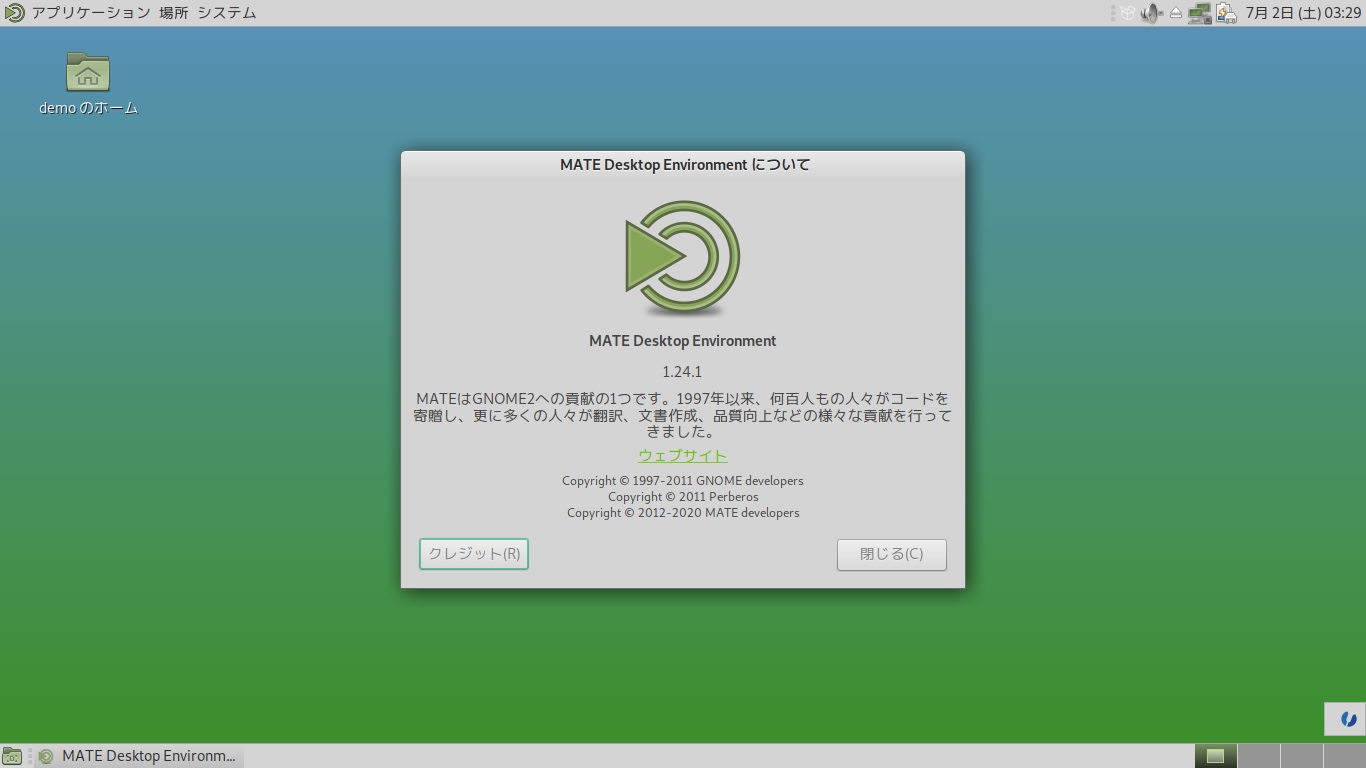 アプリケーション 場所 システム
7月 2日 (土) 03:29
demo のホーム
MATE Desktop Environment について
MATE Desktop Environment
1.24.1
MATEはGNOME2への貢献の1つです。1997年以来、何百人もの人々がコードを
寄贈し、更に多くの人々が翻訳、文書作成、品質向上などの様々な貢献を行って
きました。
ウェブサイト
Copyright © 1997-2011 GNOME developers
Copyright © 2011 Perberos
Copyright © 2012-2020 MATE developers
クレジット(R)
閉じる(C)
MATE Desktop Environm...